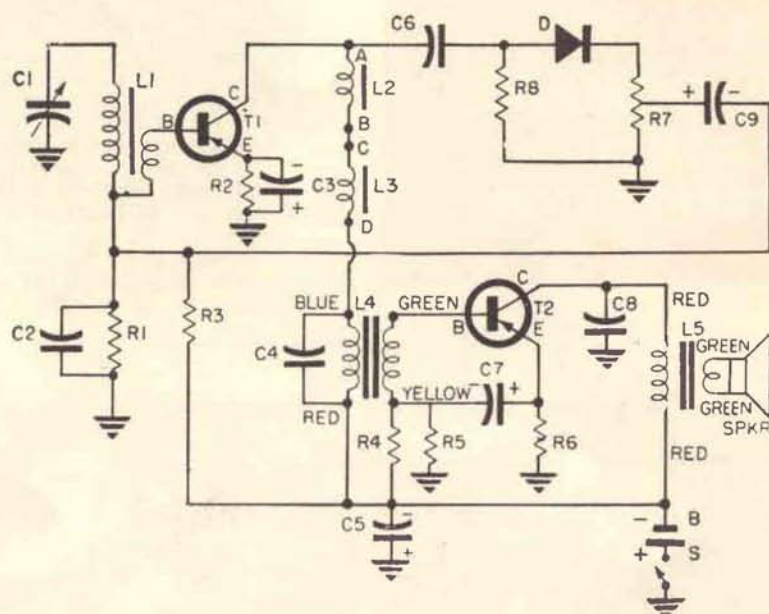 C6
D
A
C1
L1
C
L2
R8
B
T1
R7
+
-
C9
B
E
-
C
R2
C3
L3
+
D
C
BLUE
L4
GREEN
T2
C8
RED
R3
B
E
L5
C2
R1
C4
C7
GREEN
YELLOW
-
+
GREEN
RED
R4
R5
R6
SPKR
RED
C5
-
-
B
+
+
S